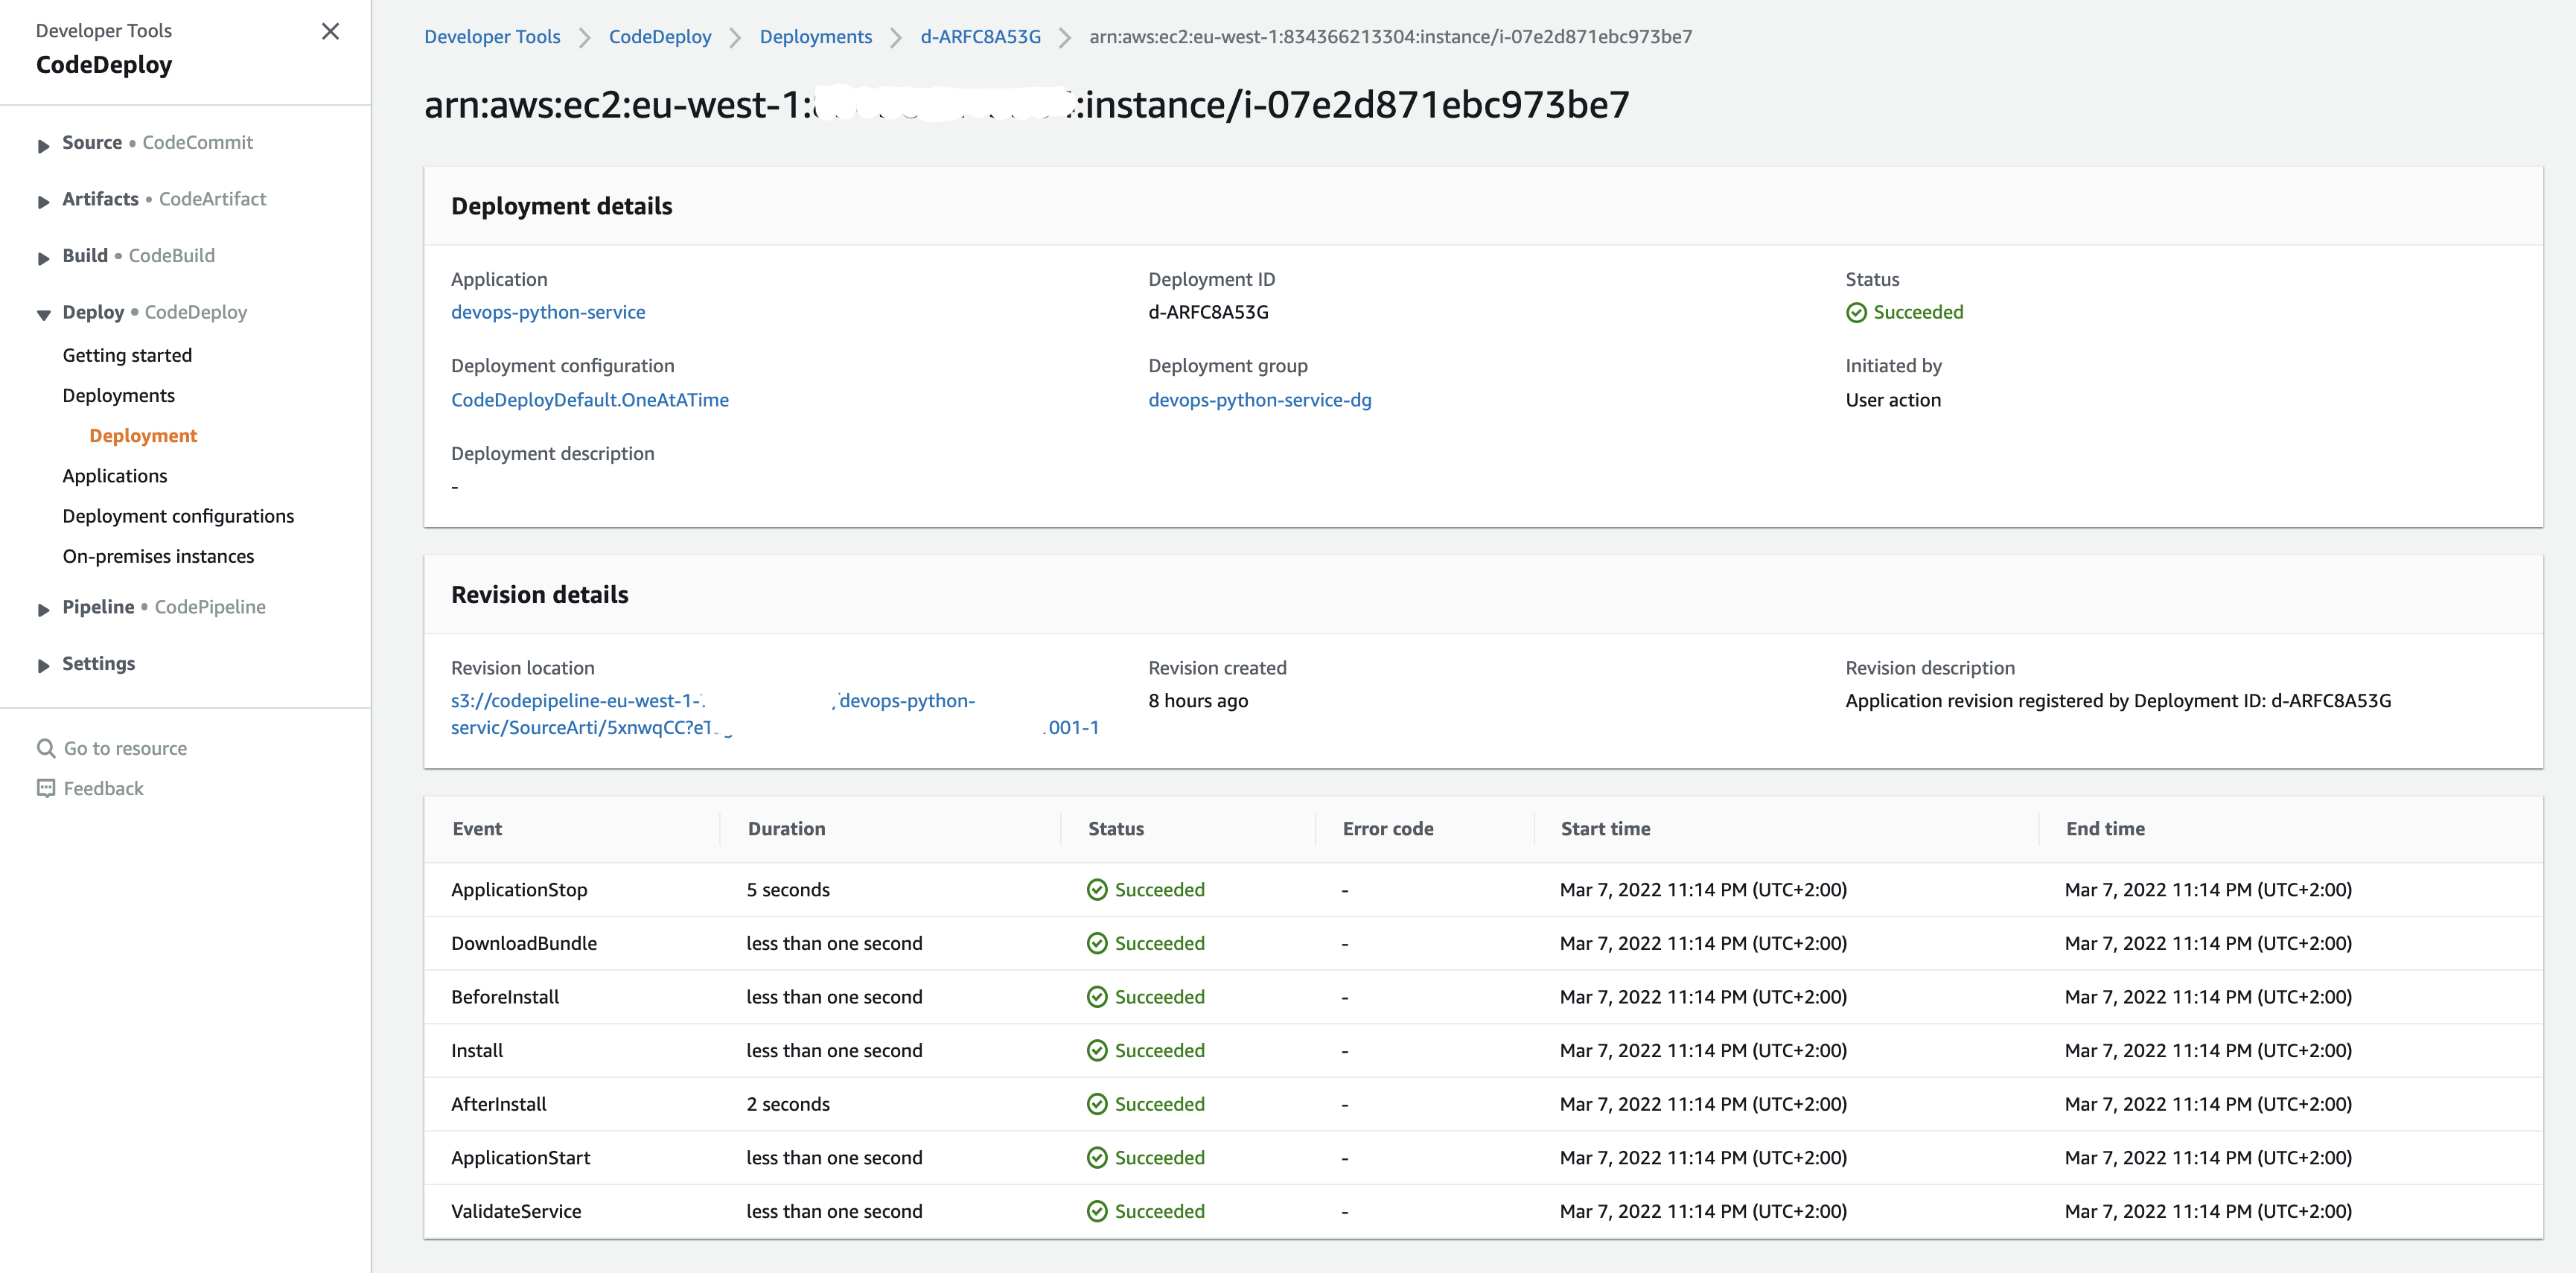 Developer Tools
CodeDeploy
Source • CodeCommit
Artifacts • CodeArtifact
Build • CodeBuild
Deploy • CodeDeploy
Getting started
Deployments
Deployment
Applications
Deployment configurations
On-premises instances
Pipeline • CodePipeline
Settings
Go to resource
Feedback
Developer Tools > CodeDeploy > Deployments > d-ARFC8A53G > arn:aws:ec2:eu-west-1:834366213304:instance/i-07e2d871ebc973be7
arn:aws:ec2:eu-west-1: :instance/i-07e2d871ebc973be7
Deployment details
Application Deployment ID Status
devops-python-service d-ARFC8A53G Succeeded
Deployment configuration Deployment group Initiated by
CodeDeployDefault.OneAtATime devops-python-service-dg User action
Deployment description
-
Revision details
Revision location Revision created Revision description
s3://codepipeline-eu-west-1- devops-python- 8 hours ago Application revision registered by Deployment ID: d-ARFC8A53G
servic/SourceArti/5xnwqCC?e 001-1
Event Duration Status Error code Start time End time
ApplicationStop 5 seconds Succeeded - Mar 7, 2022 11:14 PM (UTC+2:00) Mar 7, 2022 11:14 PM (UTC+2:00)
DownloadBundle less than one second Succeeded - Mar 7, 2022 11:14 PM (UTC+2:00) Mar 7, 2022 11:14 PM (UTC+2:00)
BeforeInstall less than one second Succeeded - Mar 7, 2022 11:14 PM (UTC+2:00) Mar 7, 2022 11:14 PM (UTC+2:00)
Install less than one second Succeeded - Mar 7, 2022 11:14 PM (UTC+2:00) Mar 7, 2022 11:14 PM (UTC+2:00)
AfterInstall 2 seconds Succeeded - Mar 7, 2022 11:14 PM (UTC+2:00) Mar 7, 2022 11:14 PM (UTC+2:00)
ApplicationStart less than one second Succeeded - Mar 7, 2022 11:14 PM (UTC+2:00) Mar 7, 2022 11:14 PM (UTC+2:00)
ValidateService less than one second Succeeded - Mar 7, 2022 11:14 PM (UTC+2:00) Mar 7, 2022 11:14 PM (UTC+2:00)